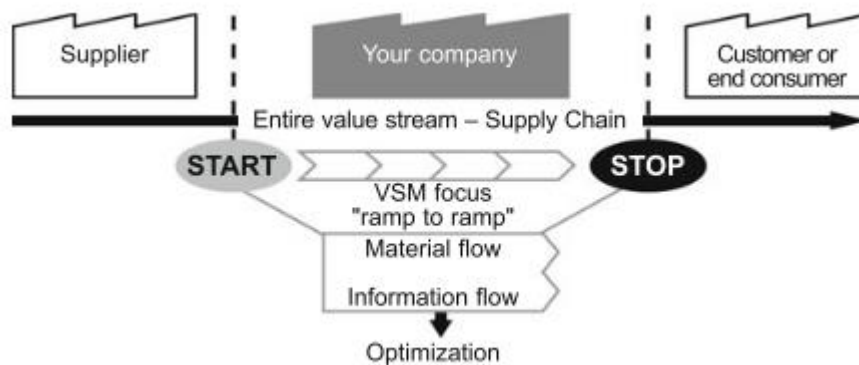 Supplier
Your company
Customer or
end consumer
Entire value stream – Supply Chain
START
STOP
VSM focus
"ramp to ramp"
Material flow
Information flow
Optimization